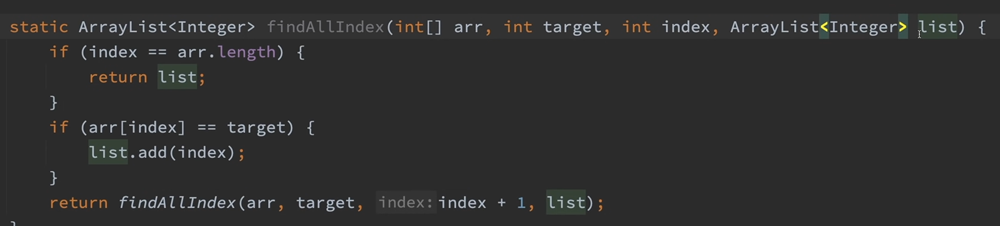 static ArrayList<Integer> findAllIndex(int[] arr, int target, int index, ArrayList<Integer> list) {
    if (index == arr.length) {
        return list;
    }
    if (arr[index] == target) {
        list.add(index);
    }
    return findAllIndex(arr, target, index: index + 1, list);
}